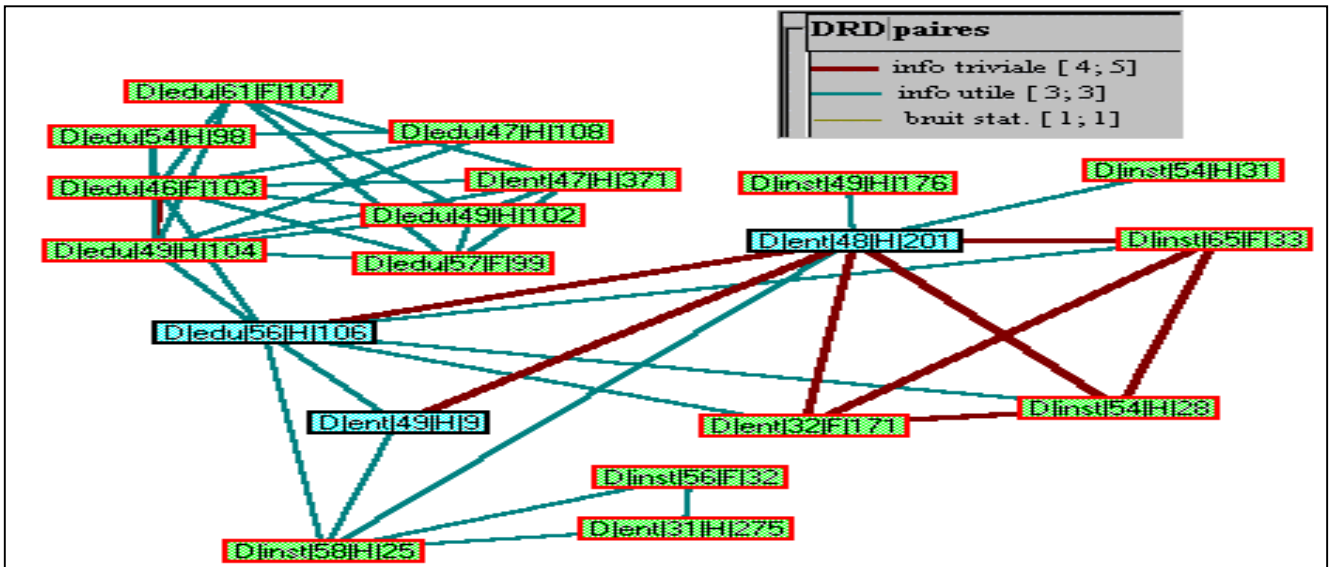 DRD paires
info triviale [ 4; 5]
info utile [ 3; 3]
bruit stat. [ 1; 1]
D|edu|61|F|107
D|edu|54|H|98
D|edu|47|H|108
D|edu|46|F|103
D|ent|47|H|371
D|edu|49|H|102
D|edu|49|H|104
D|edu|57|F|99
D|inst|49|H|176
D|inst|54|H|31
D|ent|48|H|201
D|inst|65|F|33
D|edu|56|H|106
D|ent|49|H|9
D|ent|32|F|171
D|inst|54|H|28
D|inst|56|F|32
D|ent|31|H|275
D|inst|58|H|25